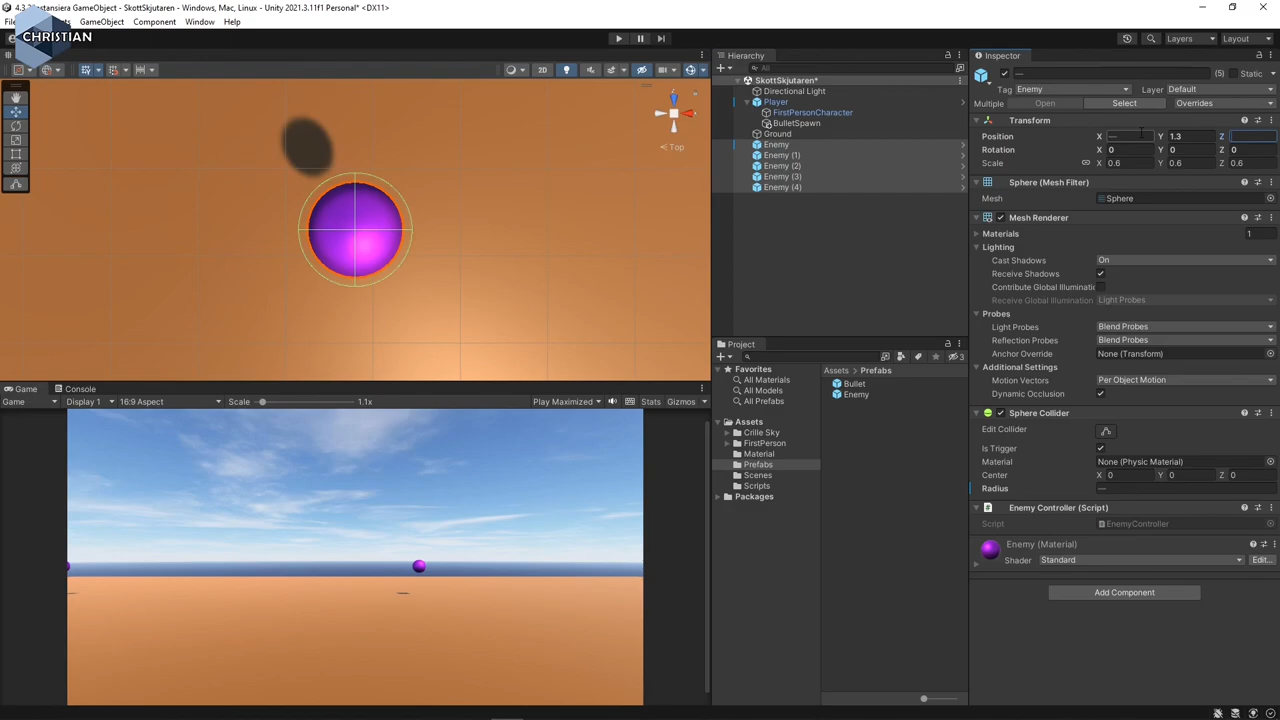 SkottSkjutaren - Windows, Mac, Linux - Unity 2021.3.11f1 Personal* <DX11>
GameObject Component Window Help
CHRISTIAN
Layers Layout
2D
Top
Game Console
Game Display 1 16:9 Aspect Scale 1.1x Play Maximized Stats Gizmos
Hierarchy
All
SkottSkjutaren*
Directional Light
Player
FirstPersonCharacter
BulletSpawn
Ground
Enemy
Enemy (1)
Enemy (2)
Enemy (3)
Enemy (4)
Project
3
Favorites
All Materials
All Models
All Prefabs
Assets
Crille Sky
FirstPerson
Material
Prefabs
Scenes
Scripts
Packages
Assets Prefabs
Bullet
Enemy
Inspector
— (5) Static
Tag Enemy Layer Default
Multiple Open Select Overrides
Transform
Position X — Y 1.3 Z
Rotation X 0 Y 0 Z 0
Scale X 0.6 Y 0.6 Z 0.6
Sphere (Mesh Filter)
Mesh Sphere
Mesh Renderer
Materials 1
Lighting
Cast Shadows On
Receive Shadows
Contribute Global Illuminatic
Receive Global Illumination Light Probes
Probes
Light Probes Blend Probes
Reflection Probes Blend Probes
Anchor Override None (Transform)
Additional Settings
Motion Vectors Per Object Motion
Dynamic Occlusion
Sphere Collider
Edit Collider
Is Trigger
Material None (Physic Material)
Center X 0 Y 0 Z 0
Radius —
Enemy Controller (Script)
Script EnemyController
Enemy (Material)
Shader Standard Edit...
Add Component